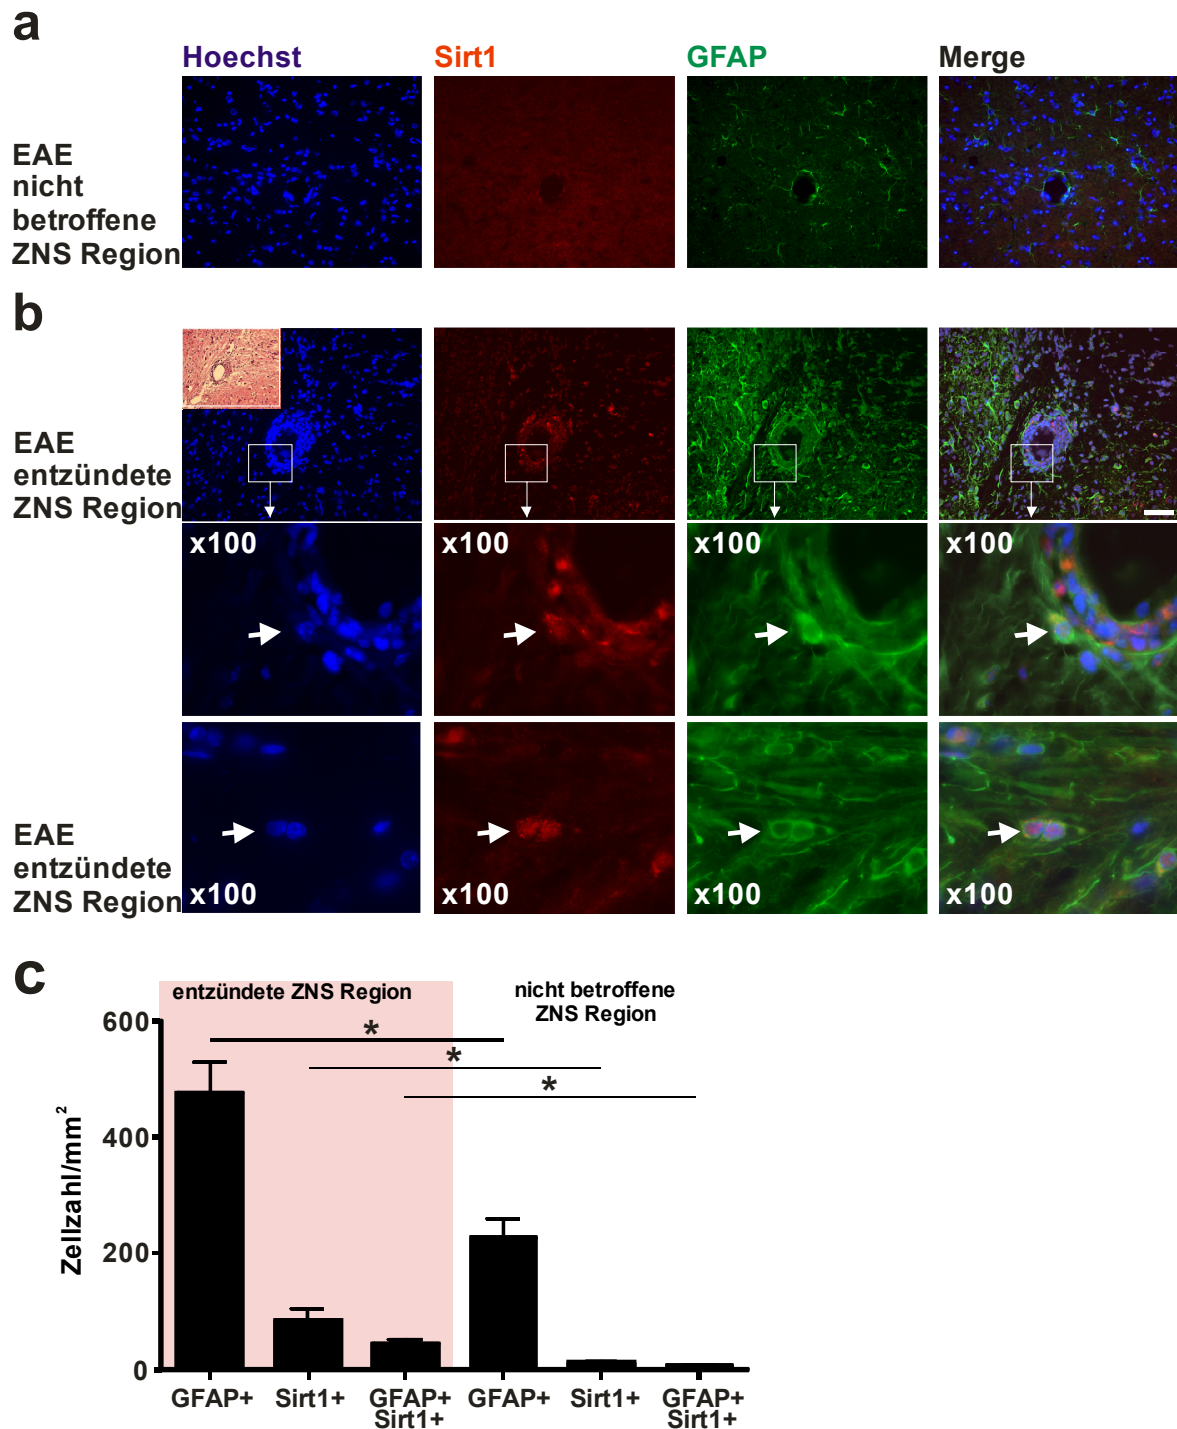 a
Hoechst Sirt1 GFAP Merge
EAE
nicht
betroffene
ZNS Region
b
EAE
entzündete
ZNS Region
x100 x100 x100 x100
EAE
entzündete
ZNS Region
x100 x100 x100 x100
c
entzündete ZNS Region
nicht betroffene
ZNS Region
Zellzahl/mm²
600
400
200
0
*
*
*
GFAP+ Sirt1+ GFAP+ GFAP+ Sirt1+ GFAP+
Sirt1+ Sirt1+